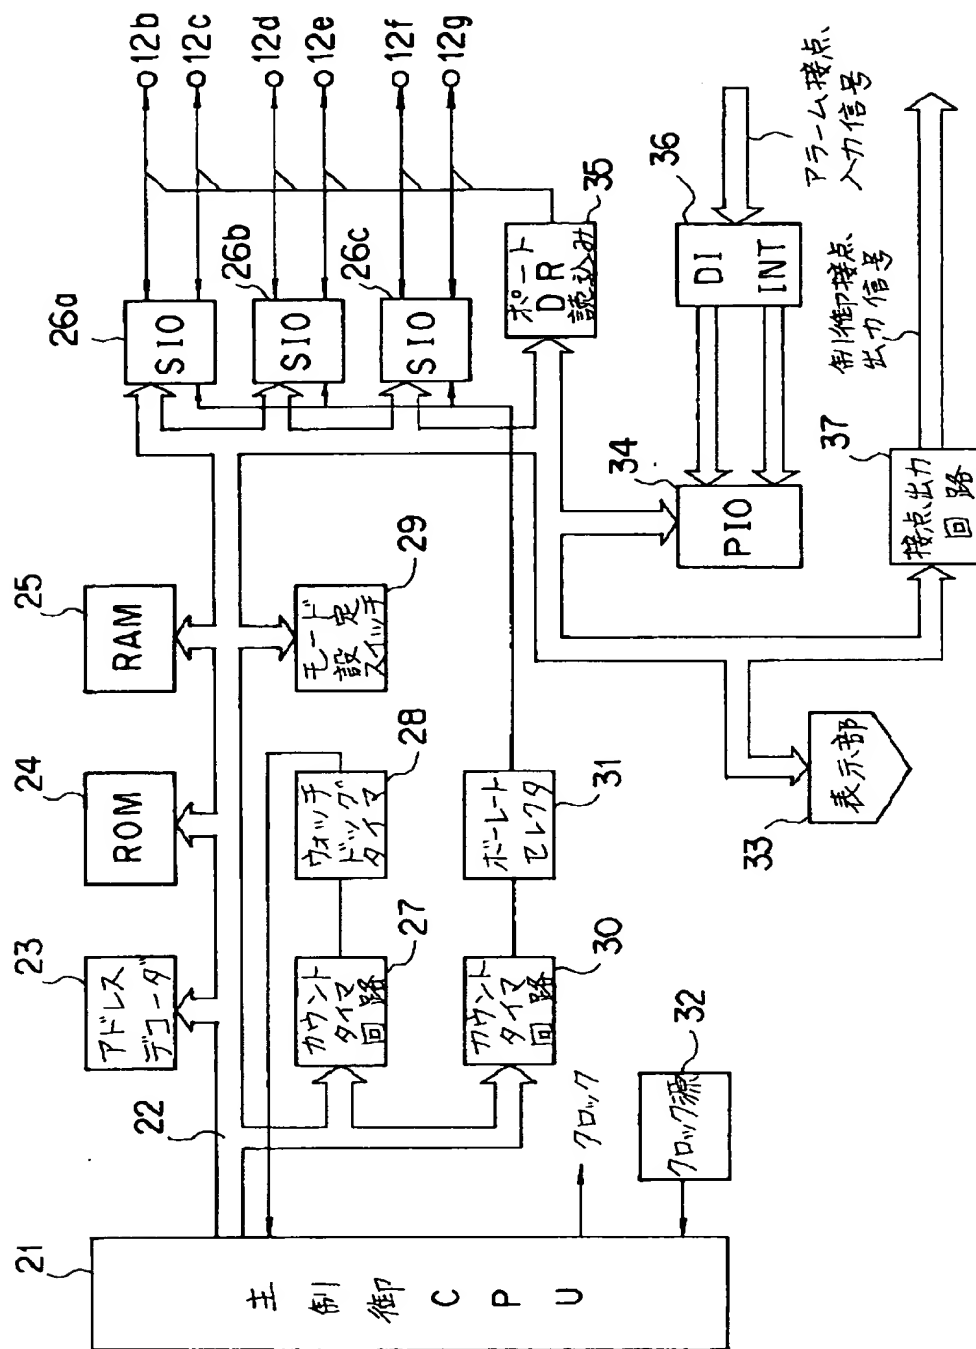 21
主制御CPU
22
23
アドレス
デコーダ
24
ROM
25
RAM
26a
SIO
26b
SIO
26c
SIO
12b
12c
12d
12e
12f
12g
27
カウント
タイマ
回路
28
ウォッチ
ドッグ
タイマ
29
モード
設定
スイッチ
30
カウント
タイマ
回路
31
ボーレート
セレクタ
クロック
32
クロック源
33
表示部
34
PIO
35
ポート
DR
読込み
36
DI
INT
アラーム接点、
入力信号
制御接点、
出力信号
37
接点出力
回路